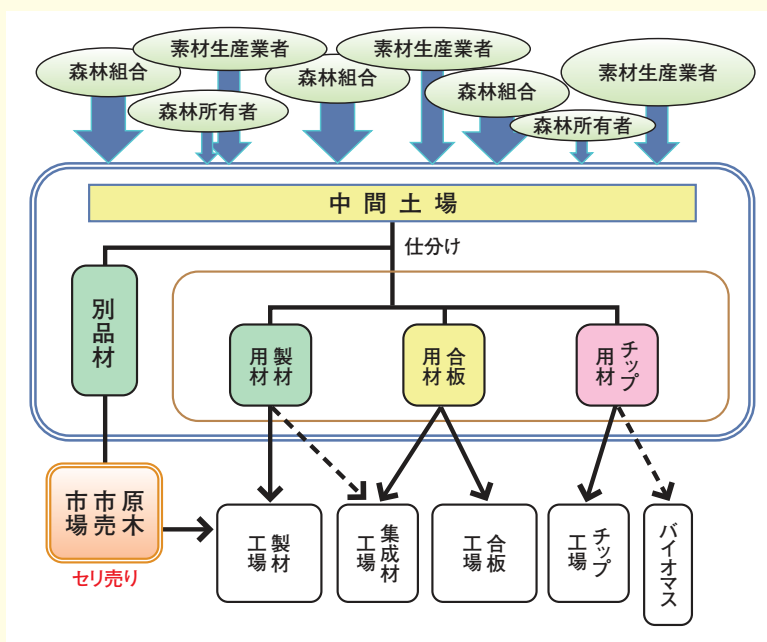 森林組合
素材生産業者
森林所有者
森林組合
素材生産業者
森林組合
森林所有者
素材生産業者
中間土場
仕分け
別品材
製材
用材
合板
用材
チップ
用材
原木
市売
市場
セリ売り
製材
工場
集成材
工場
合板
工場
チップ
工場
バイオマス